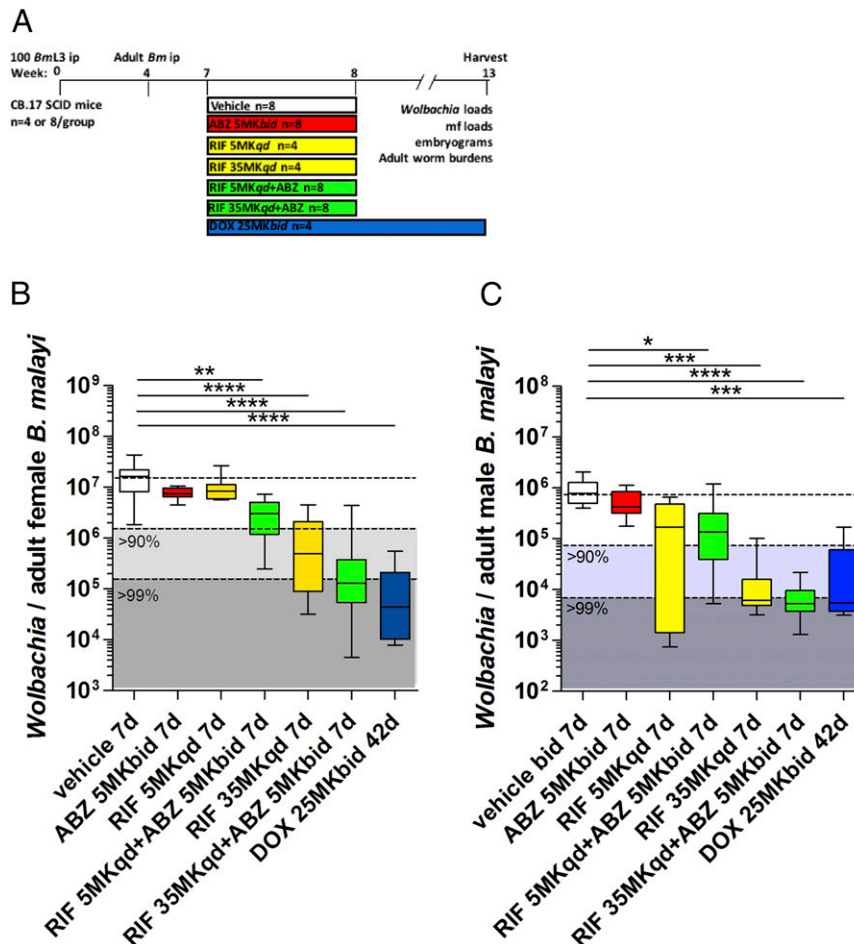 A
100 BmL3 ip Adult Bm ip Harvest
Week: 0 4 7 8 13
CB.17 SCID mice
n=4 or 8/group
Vehicle n=8
ABZ 5MKbid n=8
RIF 5MKqd n=4
RIF 35MKqd n=4
RIF 5MKqd+ABZ n=8
RIF 35MKqd+ABZ n=8
DOX 25MKbid n=4
Wolbachia loads
mf loads
embryograms
Adult worm burdens
B
Wolbachia / adult female B. malayi
10⁹
10⁸
10⁷
10⁶
10⁵
10⁴
10³
**
****
****
****
>90%
>99%
vehicle 7d
ABZ 5MKbid 7d
RIF 5MKqd 7d
RIF 5MKqd+ABZ 5MKbid 7d
RIF 35MKqd 7d
RIF 35MKqd+ABZ 5MKbid 7d
DOX 25MKbid 42d
C
Wolbachia / adult male B. malayi
10⁸
10⁷
10⁶
10⁵
10⁴
10³
10²
*
***
****
***
>90%
>99%
vehicle bid 7d
ABZ 5MKbid 7d
RIF 5MKqd 7d
RIF 5MKqd+ABZ 5MKbid 7d
RIF 35MKqd 7d
RIF 35MKqd+ABZ 5MKbid 7d
DOX 25MKbid 42d